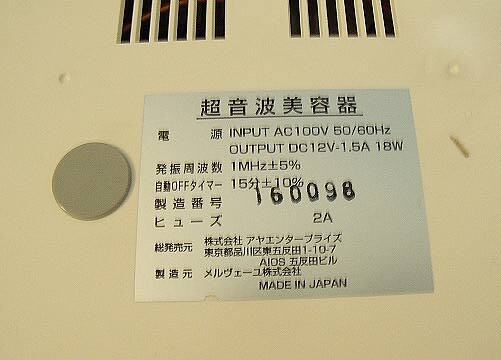 超音波美容器
電源 INPUT AC100V 50/60Hz
OUTPUT DC12V-1.5A 18W
発振周波数 1MHz±5%
自動OFFタイマー 15分±10%
製造番号 160098
ヒューズ 2A
総発売元 株式会社 アヤエンタープライズ
東京都品川区東五反田1-10-7
AIOS 五反田ビル
製造元 メルヴェーユ株式会社
MADE IN JAPAN